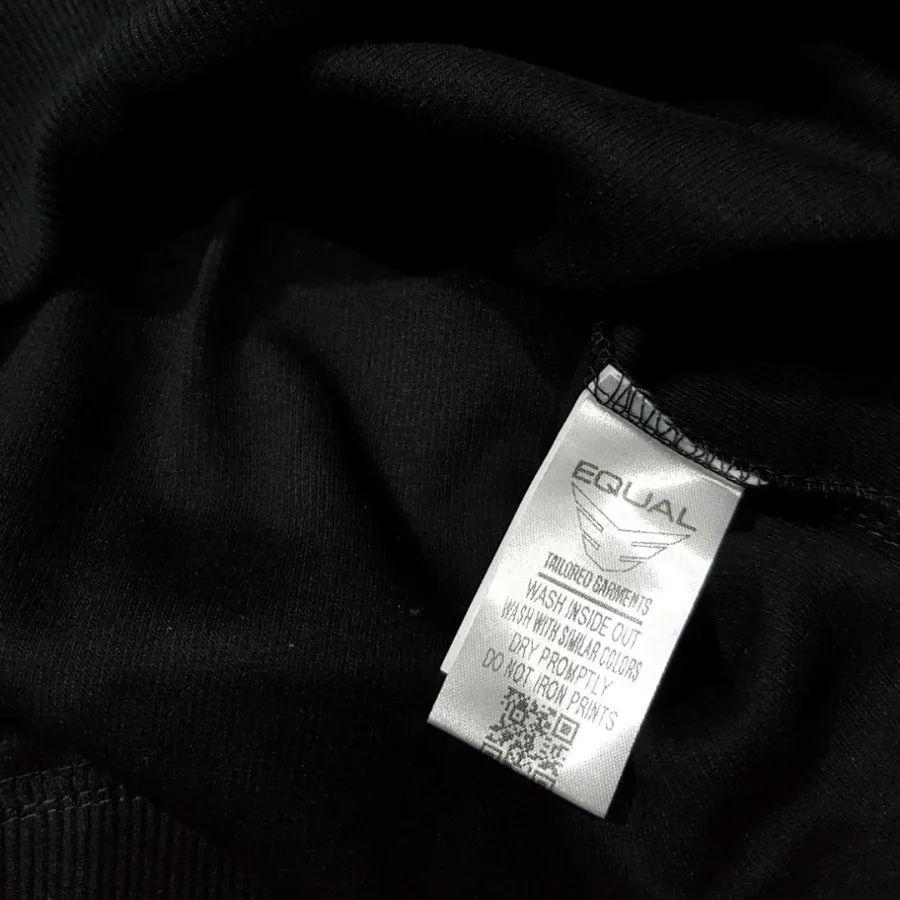 EQUAL
TAILORED GARMENTS
WASH INSIDE OUT
WASH WITH SIMILAR COLORS
DRY PROMPTLY
DO NOT IRON PRINTS